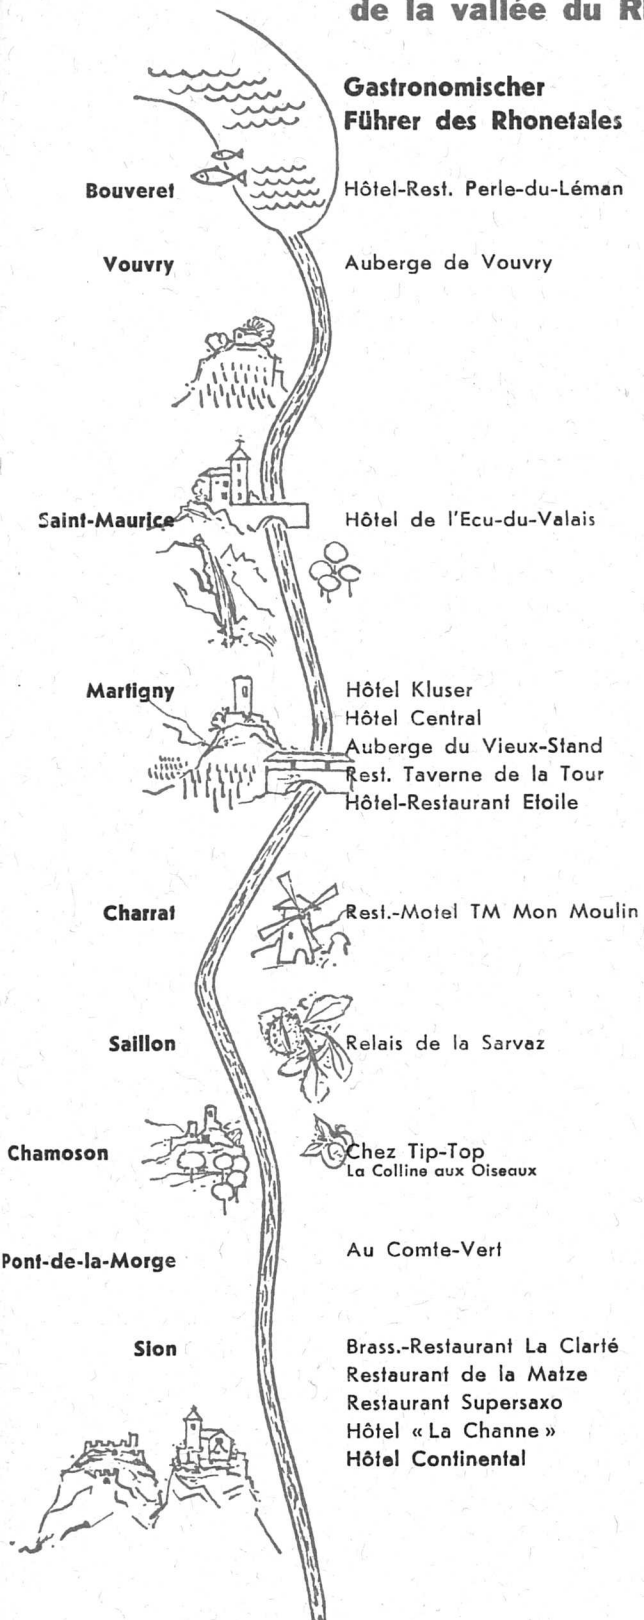 de la vallée du
Gastronomischer
Führer des Rhonetales
Bouveret
Hôtel-Rest. Perle-du-Léman
Vouvry
Auberge de Vouvry
Saint-Maurice
Hôtel de l'Ecu-du-Valais
Martigny
Hôtel Kluser
Hôtel Central
Auberge du Vieux-Stand
Rest. Taverne de la Tour
Hôtel-Restaurant Etoile
Charrat
Rest.-Motel TM Mon Moulin
Saillon
Relais de la Sarvaz
Chamoson
Chez Tip-Top
La Colline aux Oiseaux
Pont-de-la-Morge
Au Comte-Vert
Sion
Brass.-Restaurant La Clarté
Restaurant de la Matze
Restaurant Supersaxo
Hôtel « La Channe »
Hôtel Continental